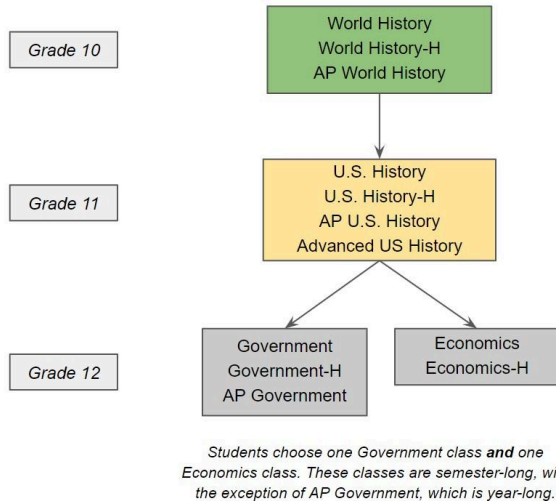 Grade 10
World History
World History-H
AP World History
Grade 11
U.S. History
U.S. History-H
AP U.S. History
Advanced US History
Grade 12
Government
Government-H
AP Government
Economics
Economics-H
Students choose one Government class and one
Economics class. These classes are semester-long, wi
the exception of AP Government, which is year-long.